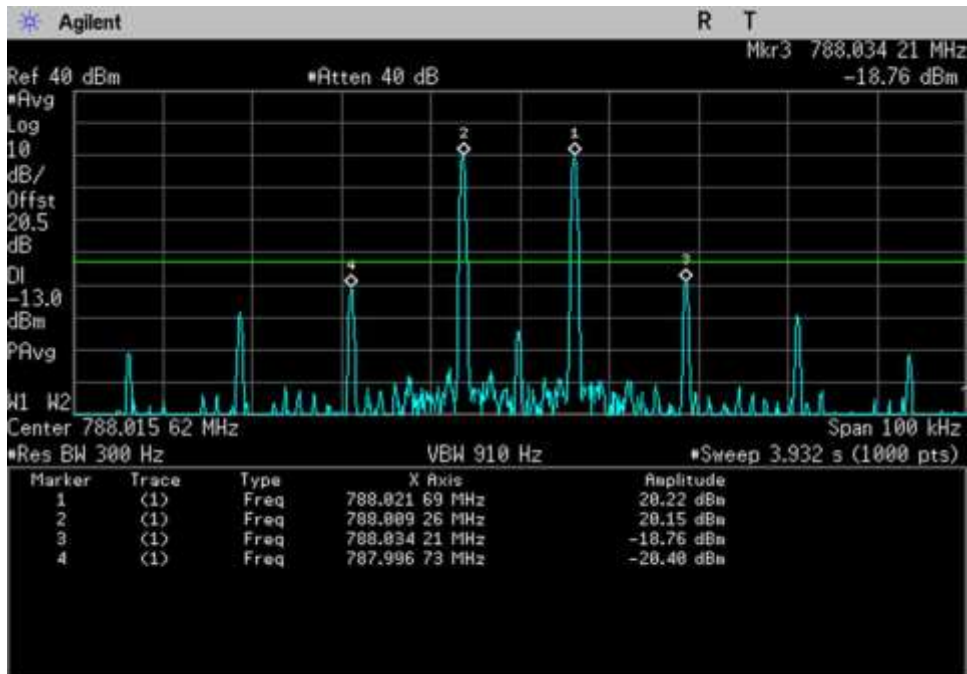 Agilent R T
Mkr3 788.034 21 MHz
Ref 40 dBm *Atten 40 dB -18.76 dBm
*Avg
Log
10
dB/
Offst
20.5
dB
DI
-13.0
dBm
PAvg
W1 W2
2
1
4
3
Center 788.015 62 MHz Span 100 kHz
*Res BW 300 Hz VBW 910 Hz *Sweep 3.932 s (1000 pts)
Marker Trace Type X Axis Amplitude
1 (1) Freq 788.021 69 MHz 20.22 dBm
2 (1) Freq 788.009 26 MHz 20.15 dBm
3 (1) Freq 788.034 21 MHz -18.76 dBm
4 (1) Freq 787.996 73 MHz -20.40 dBm